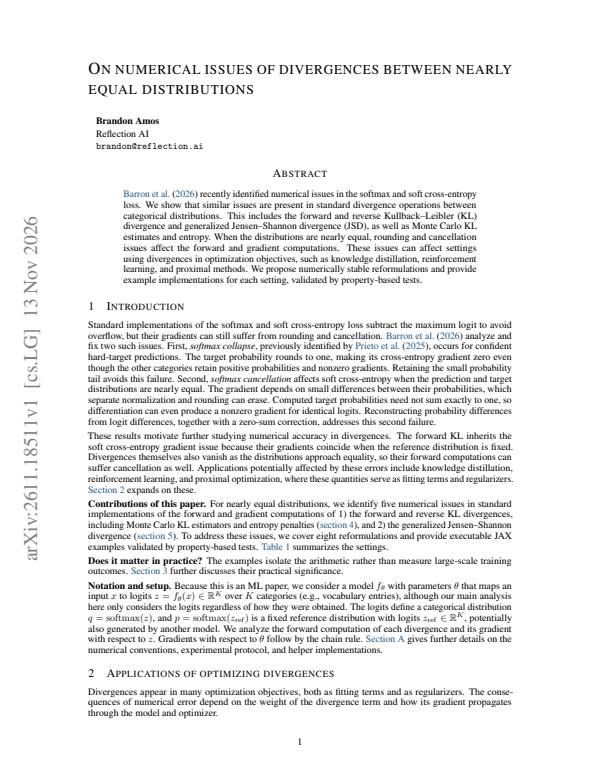 arXiv:2611.18511v1 [cs.LG] 13 Nov 2026
ON NUMERICAL ISSUES OF DIVERGENCES BETWEEN NEARLY
EQUAL DISTRIBUTIONS
Brandon Amos
Reflection AI
brandon@reflection.ai
ABSTRACT
Barron et al. (2026) recently identified numerical issues in the softmax and soft cross-entropy
loss. We show that similar issues are present in standard divergence operations between
categorical distributions. This includes the forward and reverse Kullback–Leibler (KL)
divergence and generalized Jensen–Shannon divergence (JSD), as well as Monte Carlo KL
estimates and entropy. When the distributions are nearly equal, rounding and cancellation
issues affect the forward and gradient computations. These issues can affect settings
using divergences in optimization objectives, such as knowledge distillation, reinforcement
learning, and proximal methods. We propose numerically stable reformulations and provide
example implementations for each setting, validated by property-based tests.
1 INTRODUCTION
Standard implementations of the softmax and soft cross-entropy loss subtract the maximum logit to avoid
overflow, but their gradients can still suffer from rounding and cancellation. Barron et al. (2026) analyze and
fix two such issues. First, softmax collapse, previously identified by Prieto et al. (2025), occurs for confident
hard-target predictions. The target probability rounds to one, making its cross-entropy gradient zero even
though the other categories retain positive probabilities and nonzero gradients. Retaining the small probability
tail avoids this failure. Second, softmax cancellation affects soft cross-entropy when the prediction and target
distributions are nearly equal. The gradient depends on small differences between their probabilities, which
separate normalization and rounding can erase. Computed target probabilities need not sum exactly to one, so
differentiation can even produce a nonzero gradient for identical logits. Reconstructing probability differences
from logit differences, together with a zero-sum correction, addresses this second failure.
These results motivate further studying numerical accuracy in divergences. The forward KL inherits the
soft cross-entropy gradient issue because their gradients coincide when the reference distribution is fixed.
Divergences themselves also vanish as the distributions approach equality, so their forward computations can
suffer cancellation as well. Applications potentially affected by these errors include knowledge distillation,
reinforcement learning, and proximal optimization, where these quantities serve as fitting terms and regularizers.
Section 2 expands on these.
Contributions of this paper. For nearly equal distributions, we identify five numerical issues in standard
implementations of the forward and gradient computations of 1) the forward and reverse KL divergences,
including Monte Carlo KL estimators and entropy penalties (section 4), and 2) the generalized Jensen–Shannon
divergence (section 5). To address these issues, we cover eight reformulations and provide executable JAX
examples validated by property-based tests. Table 1 summarizes the settings.
Does it matter in practice? The examples isolate the arithmetic rather than measure large-scale training
outcomes. Section 3 further discusses their practical significance.
Notation and setup. Because this is an ML paper, we consider a model fθ with parameters θ that maps an
input x to logits z = fθ(x) ∈ ℝᴷ over K categories (e.g., vocabulary entries), although our main analysis
here only considers the logits regardless of how they were obtained. The logits define a categorical distribution
q = softmax(z), and p = softmax(z_ref) is a fixed reference distribution with logits z_ref ∈ ℝᴷ, potentially
also generated by another model. We analyze the forward computation of each divergence and its gradient
with respect to z. Gradients with respect to θ follow by the chain rule. Section A gives further details on the
numerical conventions, experimental protocol, and helper implementations.
2 APPLICATIONS OF OPTIMIZING DIVERGENCES
Divergences appear in many optimization objectives, both as fitting terms and as regularizers. The conse-
quences of numerical error depend on the weight of the divergence term and how its gradient propagates
through the model and optimizer.
1